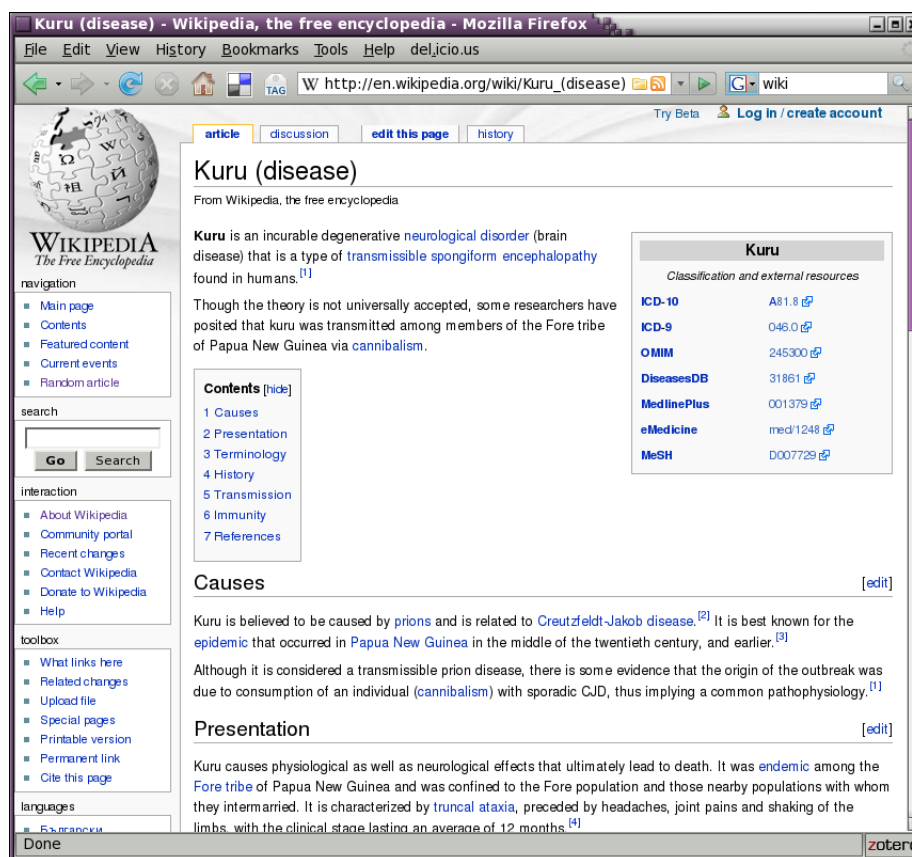 Kuru (disease) - Wikipedia, the free encyclopedia - Mozilla Firefox
File Edit View History Bookmarks Tools Help del.icio.us
TAG W http://en.wikipedia.org/wiki/Kuru_(disease) G wiki
Try Beta Log in / create account
article discussion edit this page history
WIKIPEDIA
The Free Encyclopedia
navigation
Main page
Contents
Featured content
Current events
Random article
search
Go Search
interaction
About Wikipedia
Community portal
Recent changes
Contact Wikipedia
Donate to Wikipedia
Help
toolbox
What links here
Related changes
Upload file
Special pages
Printable version
Permanent link
Cite this page
languages
Български
Kuru (disease)
From Wikipedia, the free encyclopedia
Kuru is an incurable degenerative neurological disorder (brain
disease) that is a type of transmissible spongiform encephalopathy
found in humans.[1]
Though the theory is not universally accepted, some researchers have
posited that kuru was transmitted among members of the Fore tribe
of Papua New Guinea via cannibalism.
Kuru
Classification and external resources
ICD-10 A81.8
ICD-9 046.0
OMIM 245300
DiseasesDB 31861
MedlinePlus 001379
eMedicine med/1248
MeSH D007729
Contents [hide]
1 Causes
2 Presentation
3 Terminology
4 History
5 Transmission
6 Immunity
7 References
Causes [edit]
Kuru is believed to be caused by prions and is related to Creutzfeldt-Jakob disease.[2] It is best known for the
epidemic that occurred in Papua New Guinea in the middle of the twentieth century, and earlier.[3]
Although it is considered a transmissible prion disease, there is some evidence that the origin of the outbreak was
due to consumption of an individual (cannibalism) with sporadic CJD, thus implying a common pathophysiology.[1]
Presentation [edit]
Kuru causes physiological as well as neurological effects that ultimately lead to death. It was endemic among the
Fore tribe of Papua New Guinea and was confined to the Fore population and those nearby populations with whom
they intermarried. It is characterized by truncal ataxia, preceded by headaches, joint pains and shaking of the
limbs, with the clinical stage lasting an average of 12 months.[4]
Done zotero